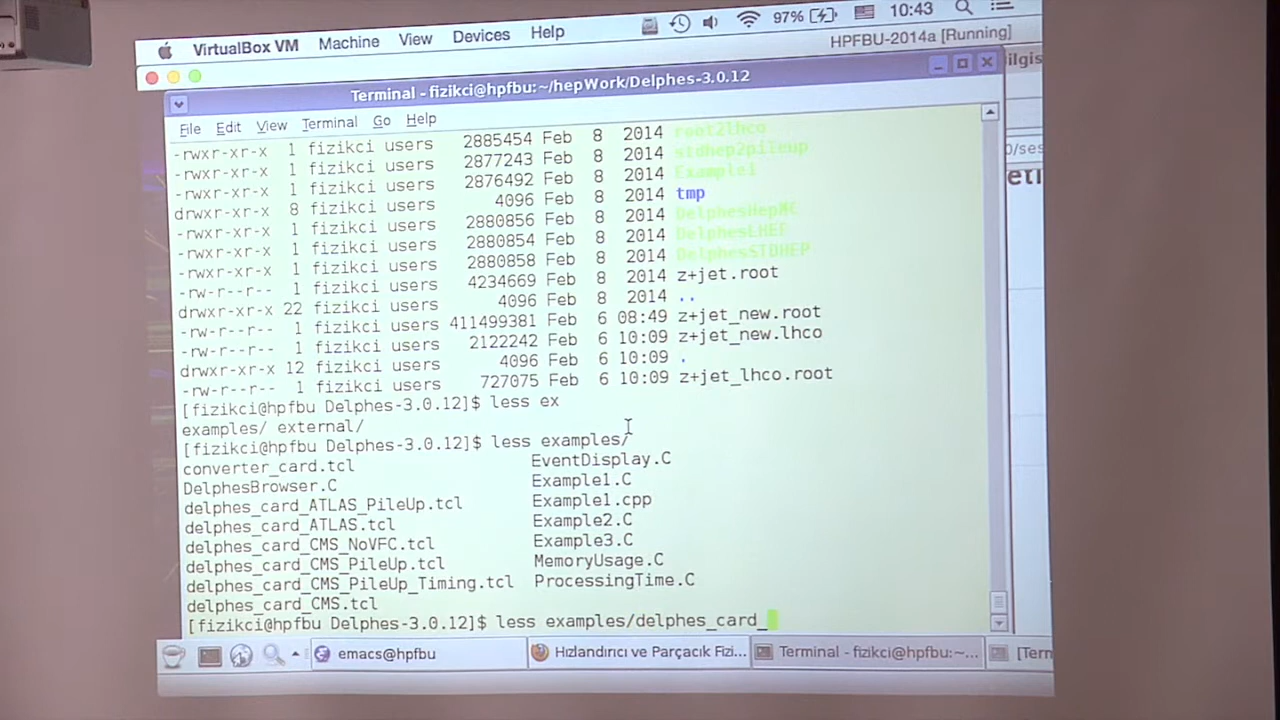 VirtualBox VM Machine View Devices Help 97% 10:43
HPFBU-2014a [Running]
Terminal - fizikci@hpfbu:~/hepWork/Delphes-3.0.12
File Edit View Terminal Go Help
-rwxr-xr-x 1 fizikci users 2885454 Feb 8 2014 root2lhco
-rwxr-xr-x 1 fizikci users 2877243 Feb 8 2014 stdhep2pileup
-rwxr-xr-x 1 fizikci users 2876492 Feb 8 2014 Example1
drwxr-xr-x 8 fizikci users 4096 Feb 8 2014 tmp
-rwxr-xr-x 1 fizikci users 2880856 Feb 8 2014 DelphesHepMC
-rwxr-xr-x 1 fizikci users 2880854 Feb 8 2014 DelphesLHEF
-rwxr-xr-x 1 fizikci users 2880858 Feb 8 2014 DelphesSTDHEP
-rw-r--r-- 1 fizikci users 4234669 Feb 8 2014 z+jet.root
drwxr-xr-x 22 fizikci users 4096 Feb 8 2014 ..
-rw-r--r-- 1 fizikci users 411499381 Feb 6 08:49 z+jet_new.root
-rw-r--r-- 1 fizikci users 2122242 Feb 6 10:09 z+jet_new.lhco
drwxr-xr-x 12 fizikci users 4096 Feb 6 10:09 .
-rw-r--r-- 1 fizikci users 727075 Feb 6 10:09 z+jet_lhco.root
[fizikci@hpfbu Delphes-3.0.12]$ less ex
examples/ external/
[fizikci@hpfbu Delphes-3.0.12]$ less examples/
converter_card.tcl EventDisplay.C
DelphesBrowser.C Example1.C
delphes_card_ATLAS_PileUp.tcl Example1.cpp
delphes_card_ATLAS.tcl Example2.C
delphes_card_CMS_NoVFC.tcl Example3.C
delphes_card_CMS_PileUp.tcl MemoryUsage.C
delphes_card_CMS_PileUp_Timing.tcl ProcessingTime.C
delphes_card_CMS.tcl
[fizikci@hpfbu Delphes-3.0.12]$ less examples/delphes_card_
emacs@hpfbu Hızlandırıcı ve Parçacık Fizi... Terminal - fizikci@hpfbu:~... [Term